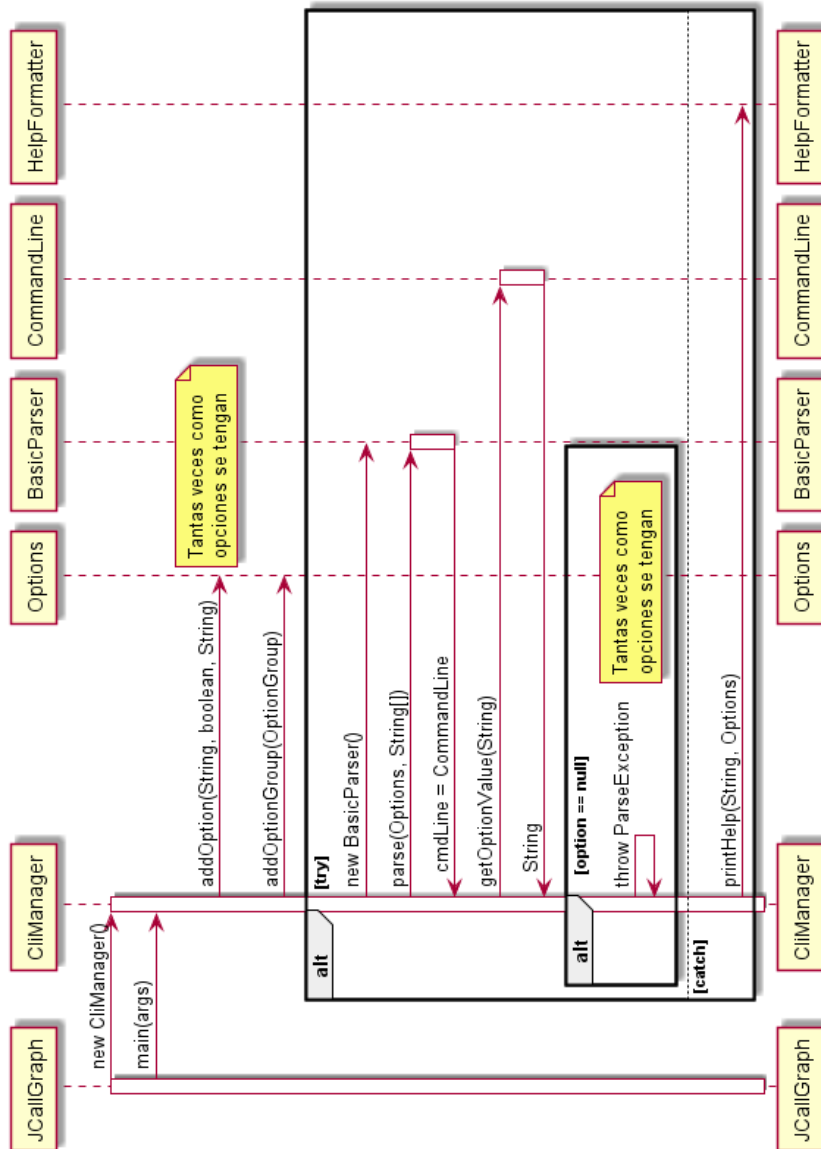 JCallGraph
CliManager
Options
BasicParser
CommandLine
HelpFormatter
new CliManager()
main(args)
Tantas veces como
opciones se tengan
addOption(String, boolean, String)
addOptionGroup(OptionGroup)
alt
[try]
new BasicParser()
parse(Options, String[])
cmdLine = CommandLine
getOptionValue(String)
String
alt
[option == null]
Tantas veces como
opciones se tengan
throw ParseException
[catch]
printHelp(String, Options)
JCallGraph
CliManager
Options
BasicParser
CommandLine
HelpFormatter